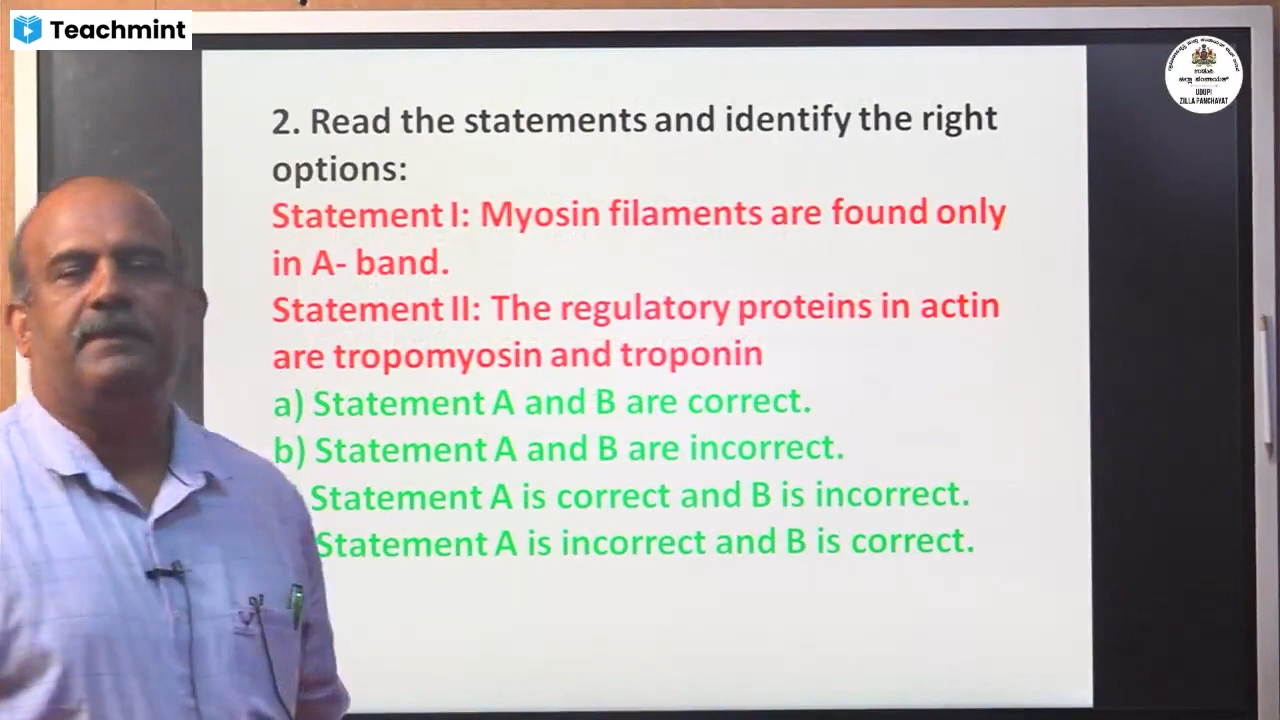 Teachmint
2. Read the statements and identify the right
options:
Statement I: Myosin filaments are found only
in A- band.
Statement II: The regulatory proteins in actin
are tropomyosin and troponin
a) Statement A and B are correct.
b) Statement A and B are incorrect.
Statement A is correct and B is incorrect.
Statement A is incorrect and B is correct.
UDUPI
ZILLA PANCHAYAT